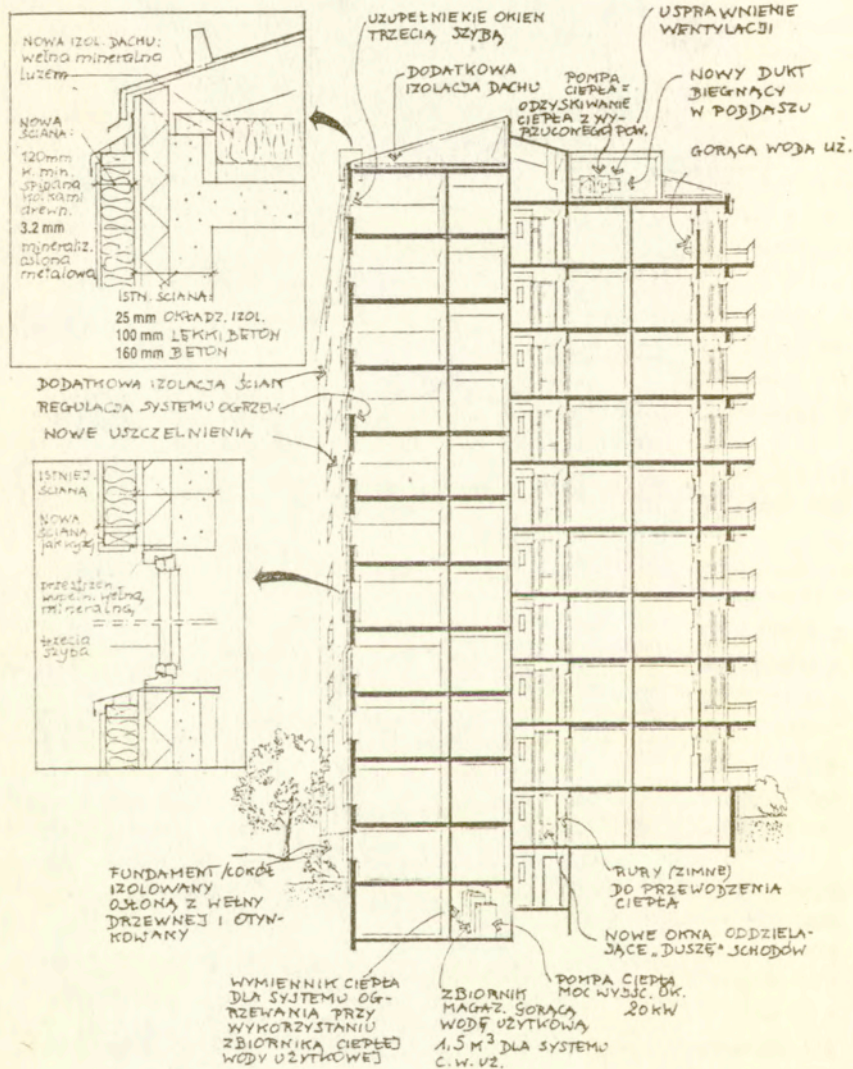 NOWA IZOL. DACHU:
wełna mineralna
luzem
NOWA
ŚCIANA:
120mm
W. min.
spinana
kołkami
drewn.
3.2 mm
mineraliz.
osłona
metalowa
ISTN. ŚCIANA:
25 mm OKŁADZ. IZOL.
100 mm LEKKI BETON
160 mm BETON
UZUPEŁNIENIE OKIEN
TRZECIĄ SZYBĄ
DODATKOWA
IZOLACJA DACHU
POMPA
CIEPŁA =
ODZYSKIWANIE
CIEPŁA Z WY-
RZUCONEGO POW.
USPRAWNIENIE
WENTYLACJI
NOWY DUKT
BIEGNĄCY
W PODDASZU
GORĄCA WODA UŻ.
DODATKOWA IZOLACJA ŚCIAN
REGULACJA SYSTEMU OGRZEW.
NOWE USZCZELNIENIA
ISTNIEJ.
ŚCIANA
NOWA
ŚCIANA
jak wyżej
przestrzeń
wypełn. wełną
mineralną
trzecia
szyba
FUNDAMENT/COKÓŁ
IZOLOWANY
OSŁONĄ Z WEŁNY
DRZEWNEJ I OTYN-
KOWANY
RURY (ZIMNE)
DO PRZEWODZENIA
CIEPŁA
NOWE OKNA ODDZIELA-
JĄCE „DUSZĘ” SCHODÓW
WYMIENNIK CIEPŁA
DLA SYSTEMU OG-
RZEWANIA PRZY
WYKORZYSTANIU
ZBIORNIKA CIEPŁEJ
WODY UŻYTKOWEJ
ZBIORNIK
MAGAZ. GORĄCĄ
WODĘ UŻYTKOWĄ
1,5 M³ DLA SYSTEMU
C.W. UŻ.
POMPA CIEPŁA
MOC WYJŚC. OK.
20 kW